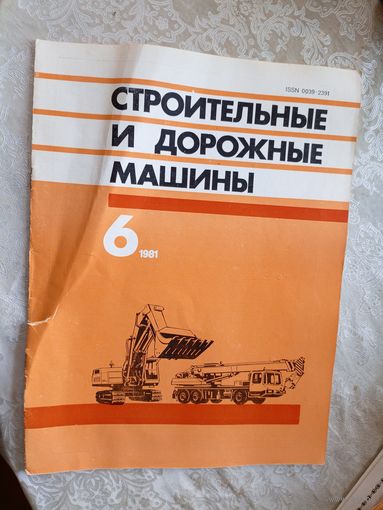 ISSN 0039-2391
СТРОИТЕЛЬНЫЕ
И ДОРОЖНЫЕ
МАШИНЫ
6
1981